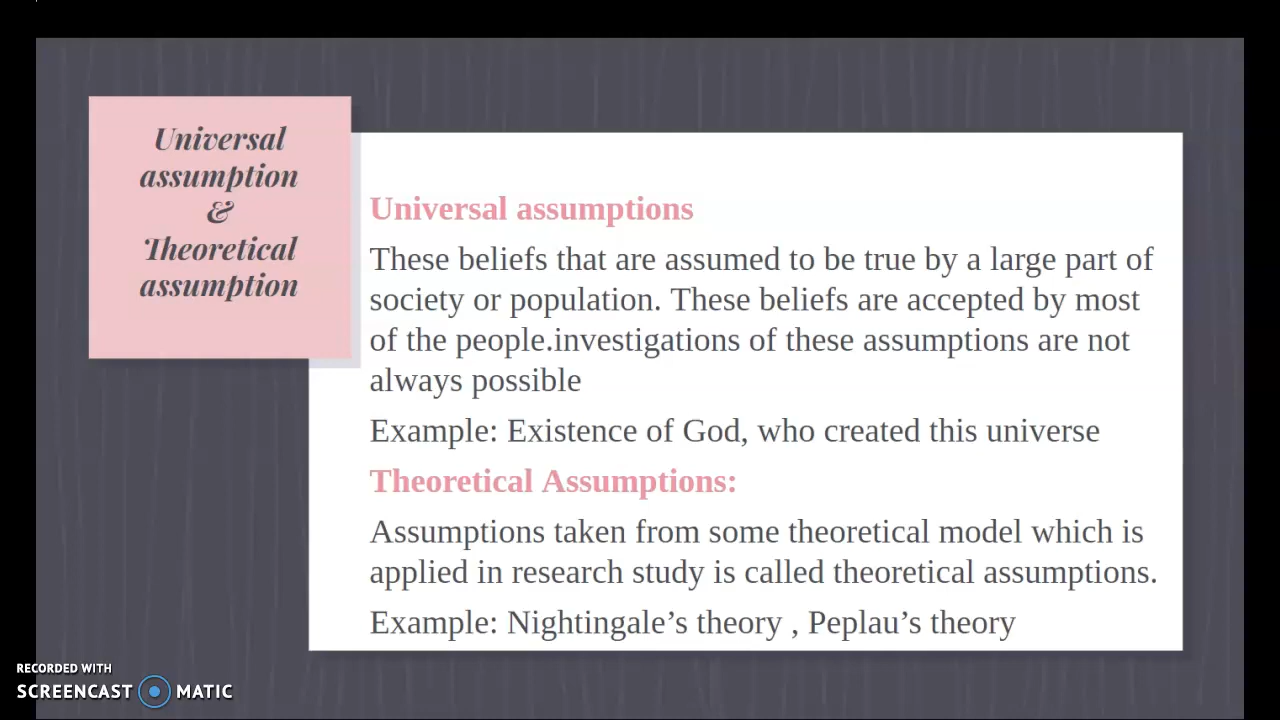 Universal
assumption
&
Theoretical
assumption
Universal assumptions
These beliefs that are assumed to be true by a large part of
society or population. These beliefs are accepted by most
of the people.investigations of these assumptions are not
always possible
Example: Existence of God, who created this universe
Theoretical Assumptions:
Assumptions taken from some theoretical model which is
applied in research study is called theoretical assumptions.
Example: Nightingale’s theory , Peplau’s theory
RECORDED WITH
SCREENCAST MATIC